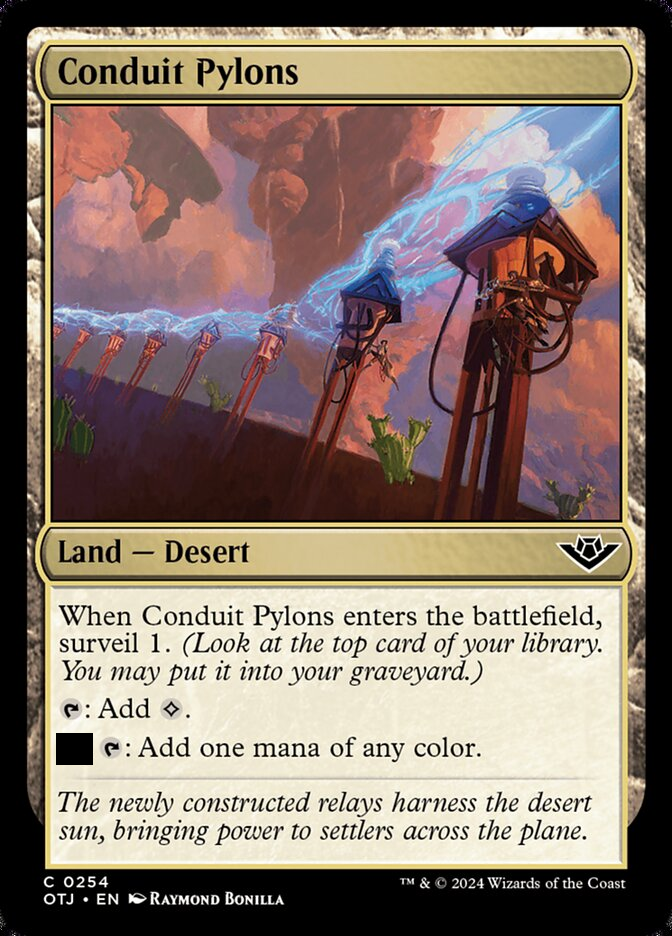 Conduit Pylons
Land — Desert
When Conduit Pylons enters the battlefield,
surveil 1. (Look at the top card of your library.
You may put it into your graveyard.)
: Add .
: Add one mana of any color.
The newly constructed relays harness the desert
sun, bringing power to settlers across the plane.
C 0254
OTJ • EN Raymond Bonilla
™ & © 2024 Wizards of the Coast